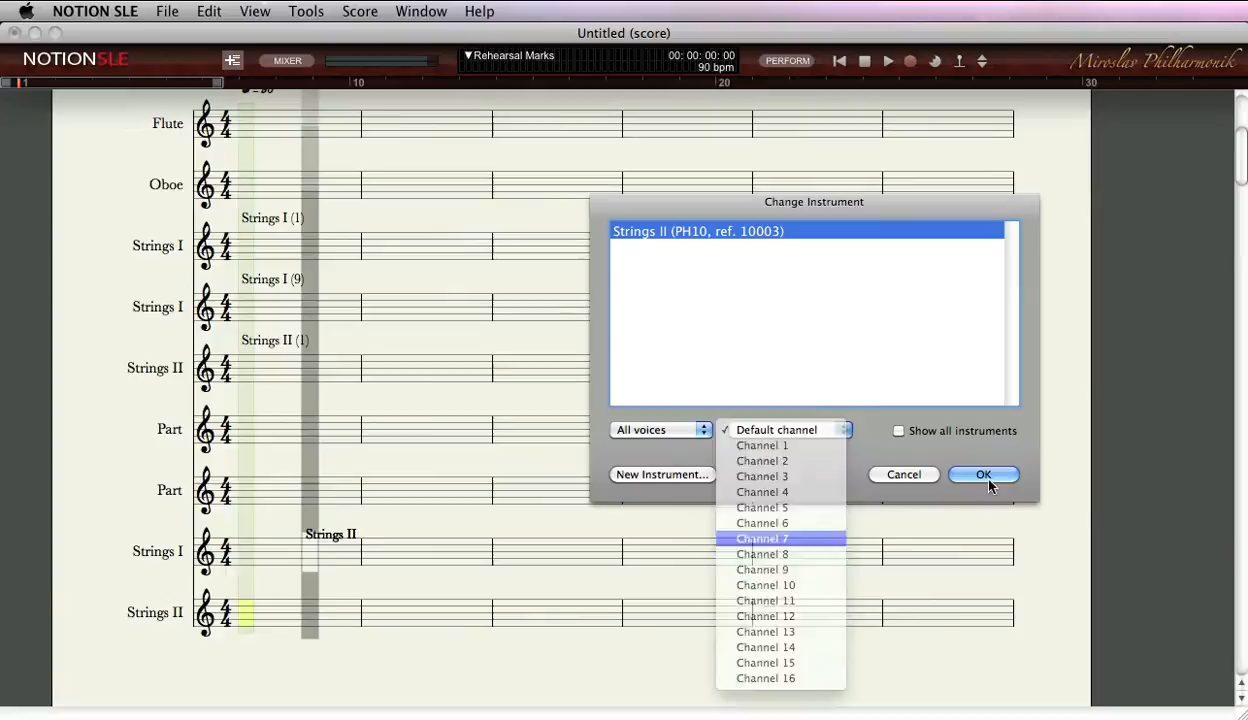 NOTION SLE File Edit View Tools Score Window Help
Untitled (score)
NOTIONSLE MIXER ▼Rehearsal Marks 00: 00: 00: 00 PERFORM Miroslav Philharmonik
90 bpm
1 10 20 30
Flute
Oboe
Strings I (1)
Strings I
Strings I (9)
Strings I
Strings II (1)
Strings II
Part
Part
Strings II
Strings I
Strings II
Change Instrument
Strings II (PH10, ref. 10003)
All voices ✓ Default channel Show all instruments
New Instrument... Cancel OK
Channel 1
Channel 2
Channel 3
Channel 4
Channel 5
Channel 6
Channel 7
Channel 8
Channel 9
Channel 10
Channel 11
Channel 12
Channel 13
Channel 14
Channel 15
Channel 16